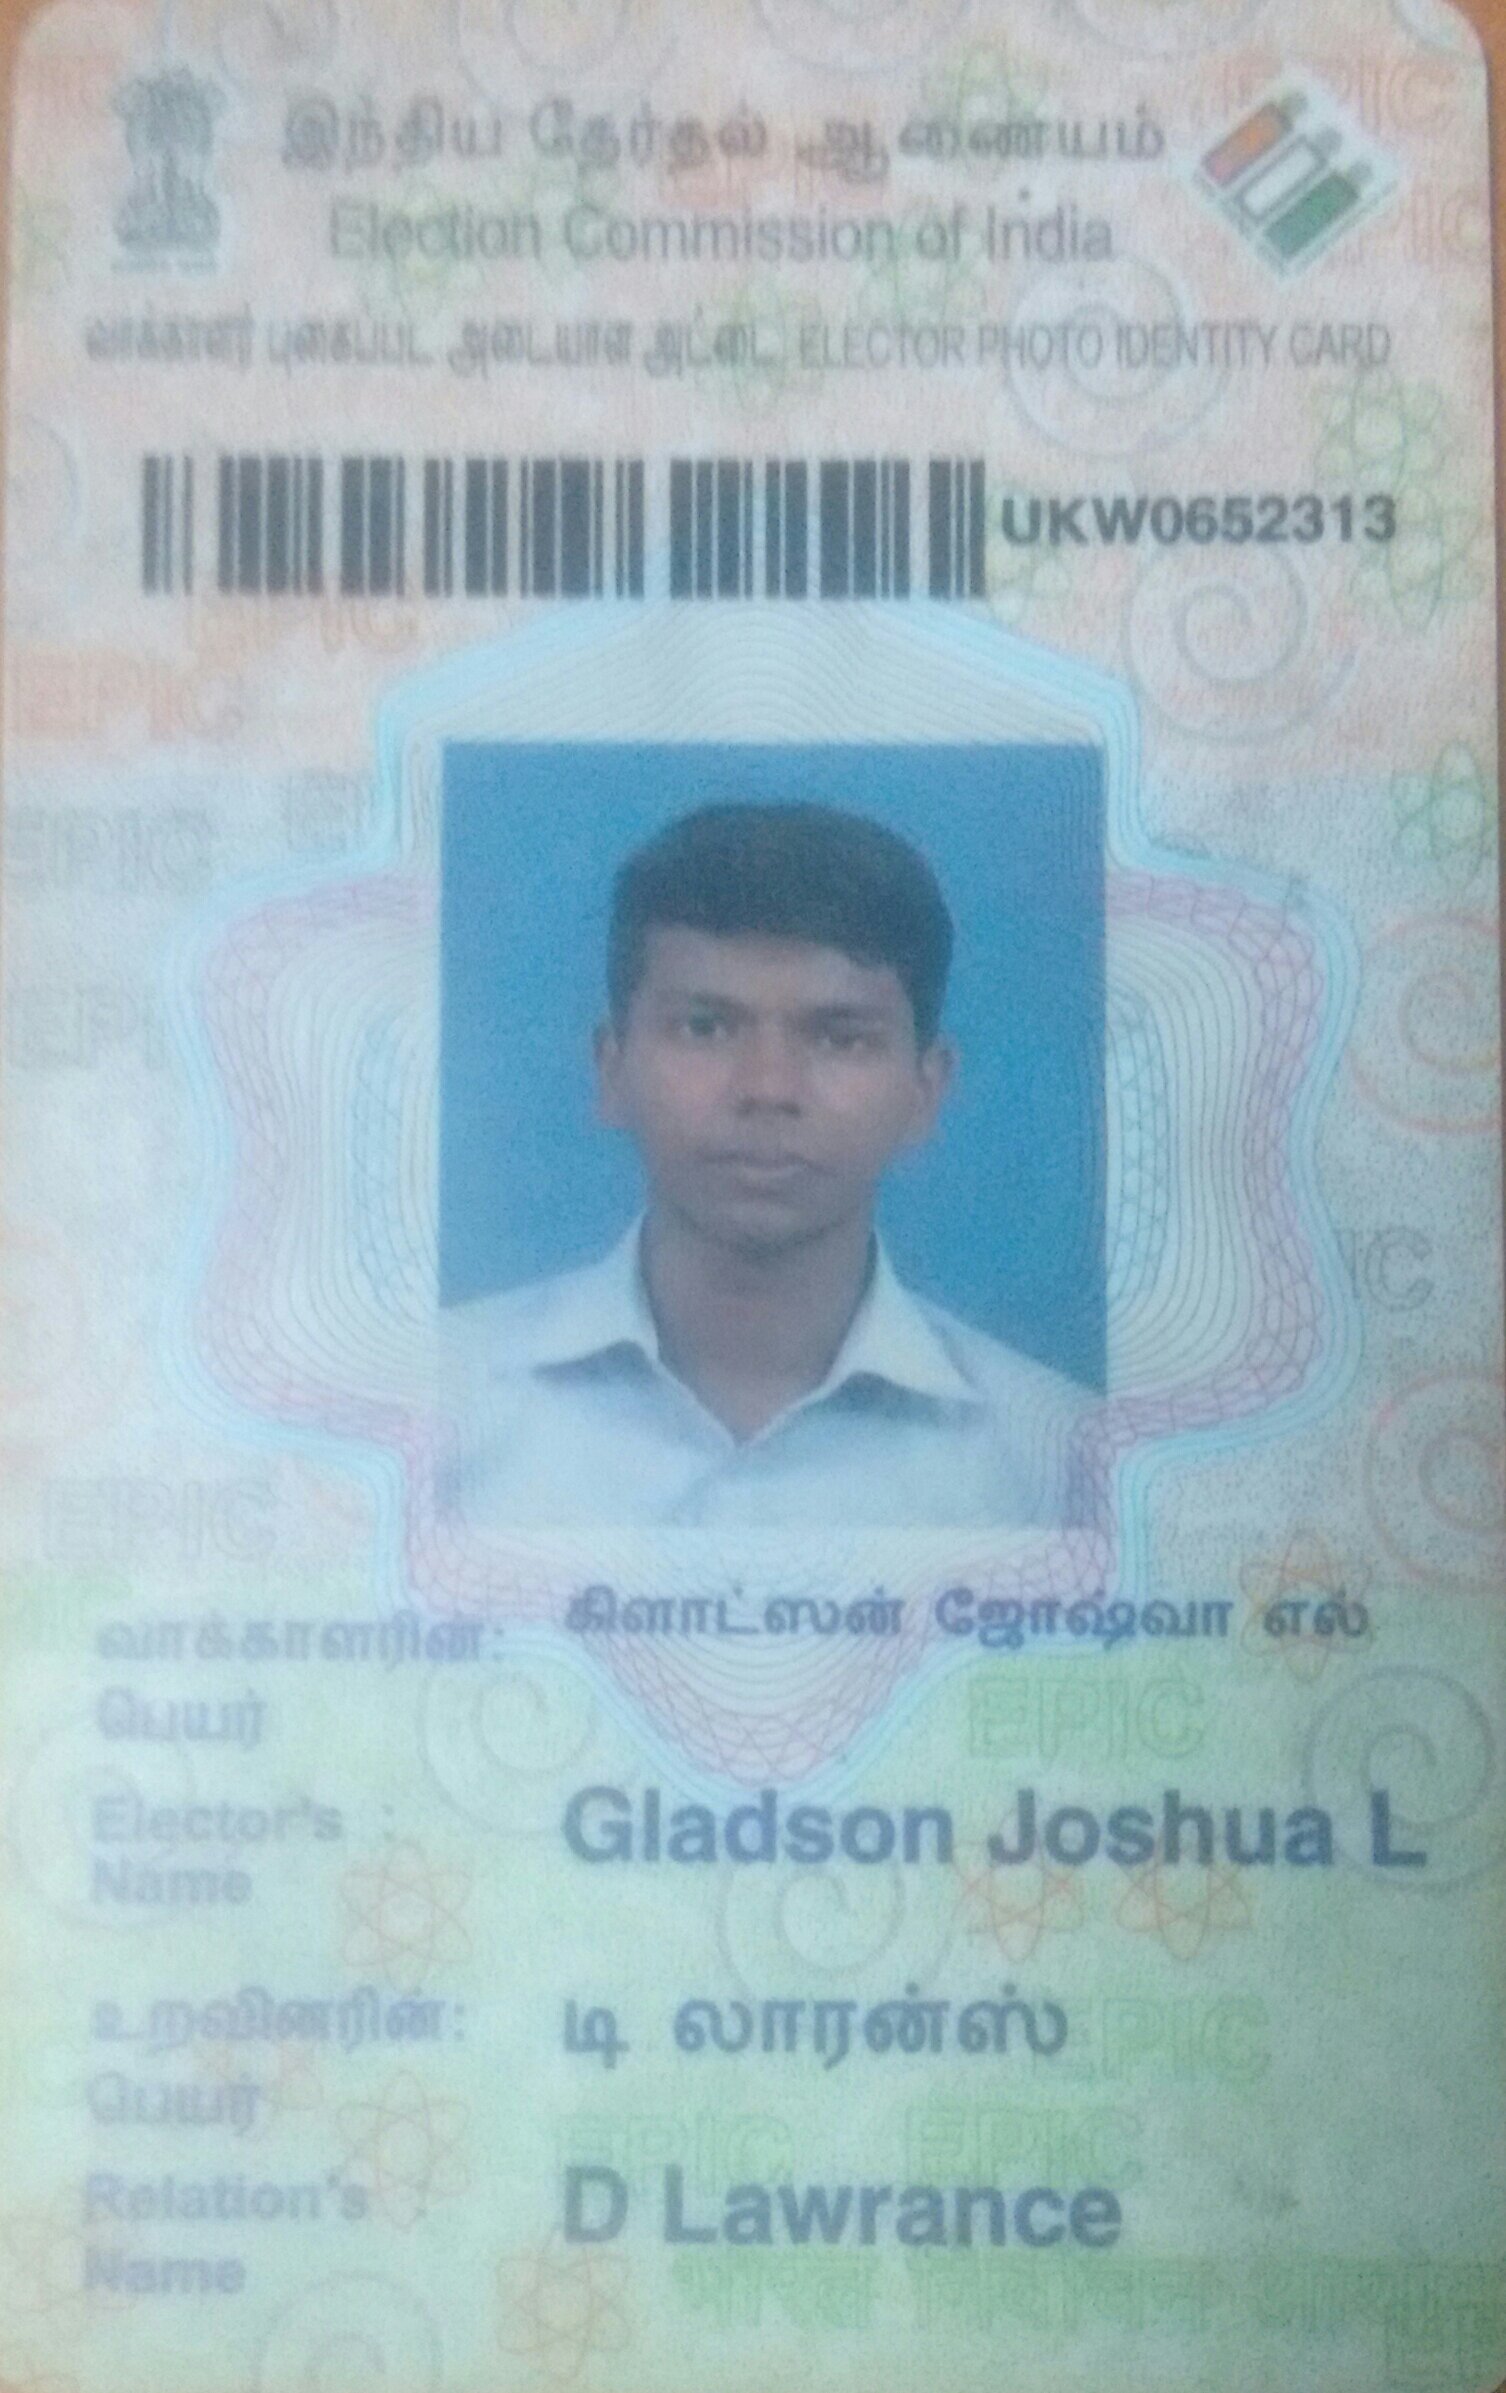 இந்திய தேர்தல் ஆணையம்
Election Commission of India
வாக்காளர் புகைப்பட அடையாள அட்டை ELECTOR PHOTO IDENTITY CARD
UKW0652313
வாக்காளரின்: கிளாட்ஸன் ஜோஷ்வா எல்
பெயர்
Elector's : Gladson Joshua L
Name
உறவினரின்: டி லாரன்ஸ்
பெயர்
Relation's : D Lawrance
Name